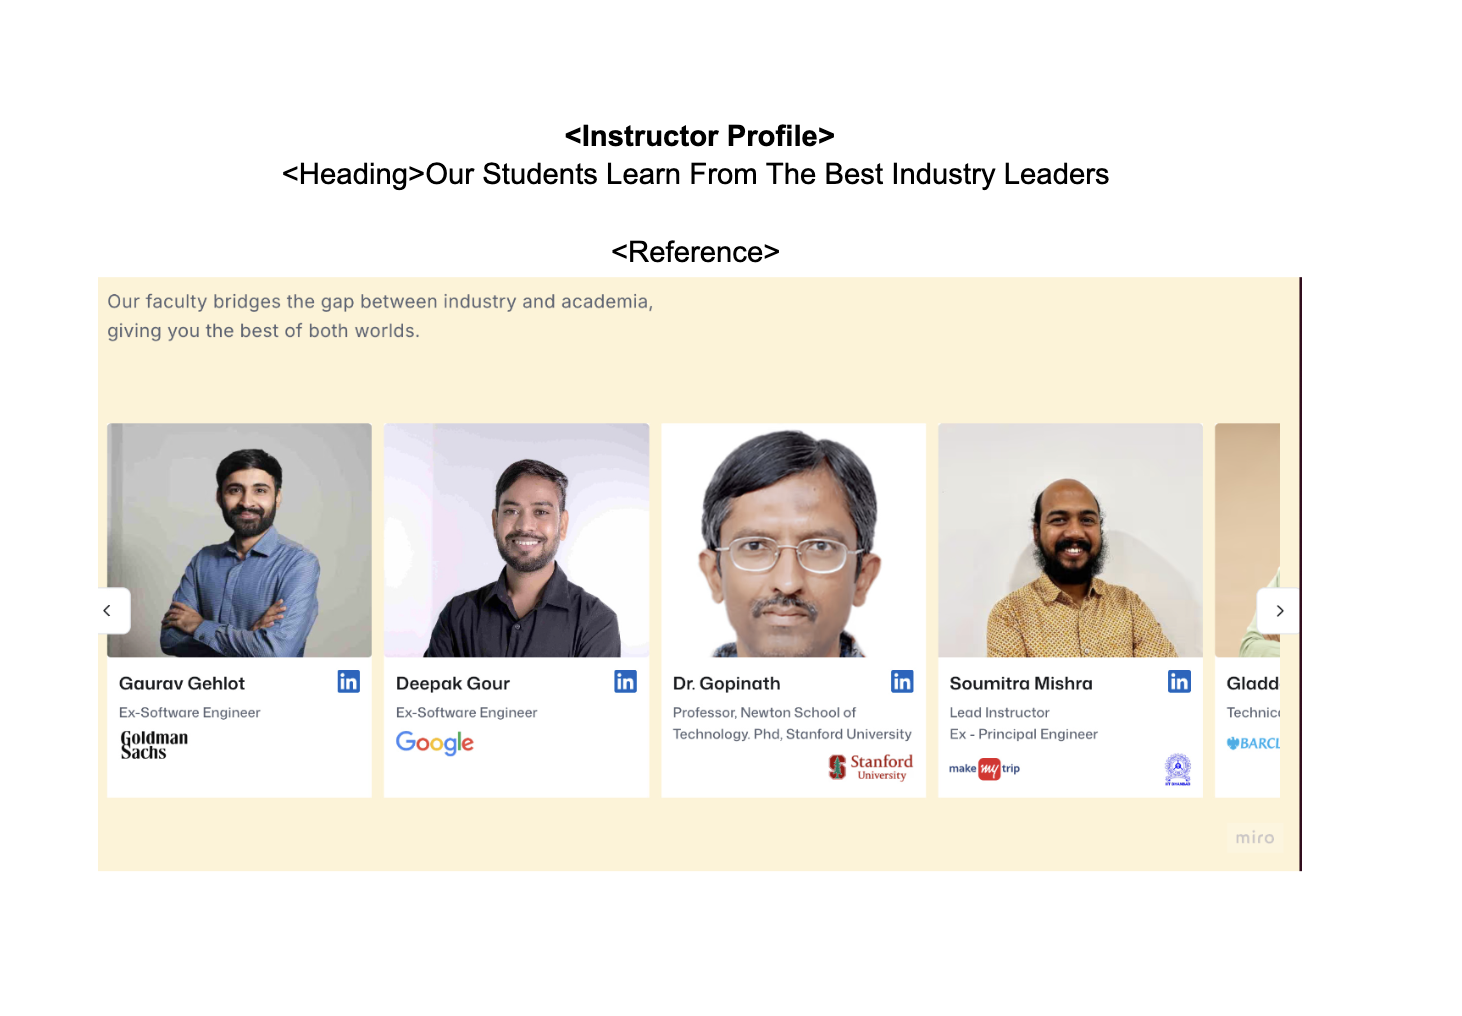 <Instructor Profile>
<Heading>Our Students Learn From The Best Industry Leaders
<Reference>
Our faculty bridges the gap between industry and academia,
giving you the best of both worlds.
Gaurav Gehlot
in
Ex-Software Engineer
Goldman
Sachs
Deepak Gour
in
Ex-Software Engineer
Google
Dr. Gopinath
in
Professor, Newton School of
Technology. Phd, Stanford University
Stanford
University
Soumitra Mishra
in
Lead Instructor
Ex - Principal Engineer
make my trip
Gladd
Technic
BARCL
miro